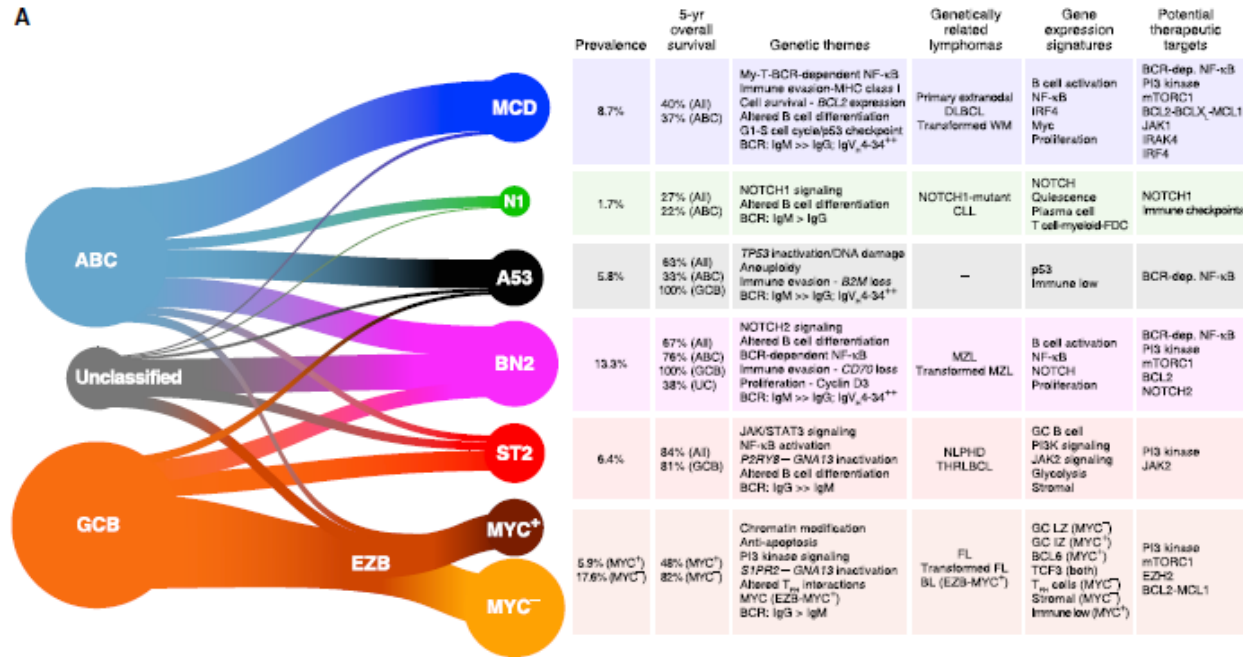 A
ABC
Unclassified
GCB
EZB
MCD
N1
A53
BN2
ST2
MYC+
MYC−
Prevalence
5-yr
overall
survival
Genetic themes
Genetically
related
lymphomas
Gene
expression
signatures
Potential
therapeutic
targets
8.7%
40% (All)
37% (ABC)
My-T-BCR-dependent NF-κB
Immune evasion-MHC class I
Cell survival - BCL2 expression
Altered B cell differentiation
G1-S cell cycle/p53 checkpoint
BCR: IgM >> IgG; IgVH4-34++
Primary extranodal
DLBCL
Transformed WM
B cell activation
NF-κB
IRF4
Myc
Proliferation
BCR-dep. NF-κB
PI3 kinase
mTORC1
BCL2-BCLXL-MCL1
JAK1
IRAK4
IRF4
1.7%
27% (All)
22% (ABC)
NOTCH1 signaling
Altered B cell differentiation
BCR: IgM > IgG
NOTCH1-mutant
CLL
NOTCH
Quiescence
Plasma cell
T cell-myeloid-FDC
NOTCH1
Immune checkpoints
5.8%
63% (All)
33% (ABC)
100% (GCB)
TP53 inactivation/DNA damage
Aneuploidy
Immune evasion - B2M loss
BCR: IgM >> IgG; IgVH4-34++
—
p53
Immune low
BCR-dep. NF-κB
13.3%
67% (All)
76% (ABC)
100% (GCB)
38% (UC)
NOTCH2 signaling
Altered B cell differentiation
BCR-dependent NF-κB
Immune evasion - CD70 loss
Proliferation - Cyclin D3
BCR: IgM >> IgG; IgVH4-34++
MZL
Transformed MZL
B cell activation
NF-κB
NOTCH
Proliferation
BCR-dep. NF-κB
PI3 kinase
mTORC1
BCL2
NOTCH2
6.4%
84% (All)
81% (GCB)
JAK/STAT3 signaling
NF-κB activation
P2RY8–GNA13 inactivation
Altered B cell differentiation
BCR: IgG >> IgM
NLPHD
THRLBCL
GC B cell
PI3K signaling
JAK2 signaling
Glycolysis
Stromal
PI3 kinase
JAK2
5.9% (MYC+)
17.6% (MYC−)
48% (MYC+)
82% (MYC−)
Chromatin modification
Anti-apoptosis
PI3 kinase signaling
S1PR2–GNA13 inactivation
Altered TFH interactions
MYC (EZB-MYC+)
BCR: IgG > IgM
FL
Transformed FL
BL (EZB-MYC+)
GC LZ (MYC−)
GC IZ (MYC+)
BCL6 (MYC+)
TCF3 (both)
TFH cells (MYC−)
Stromal (MYC−)
Immune low (MYC+)
PI3 kinase
mTORC1
EZH2
BCL2-MCL1